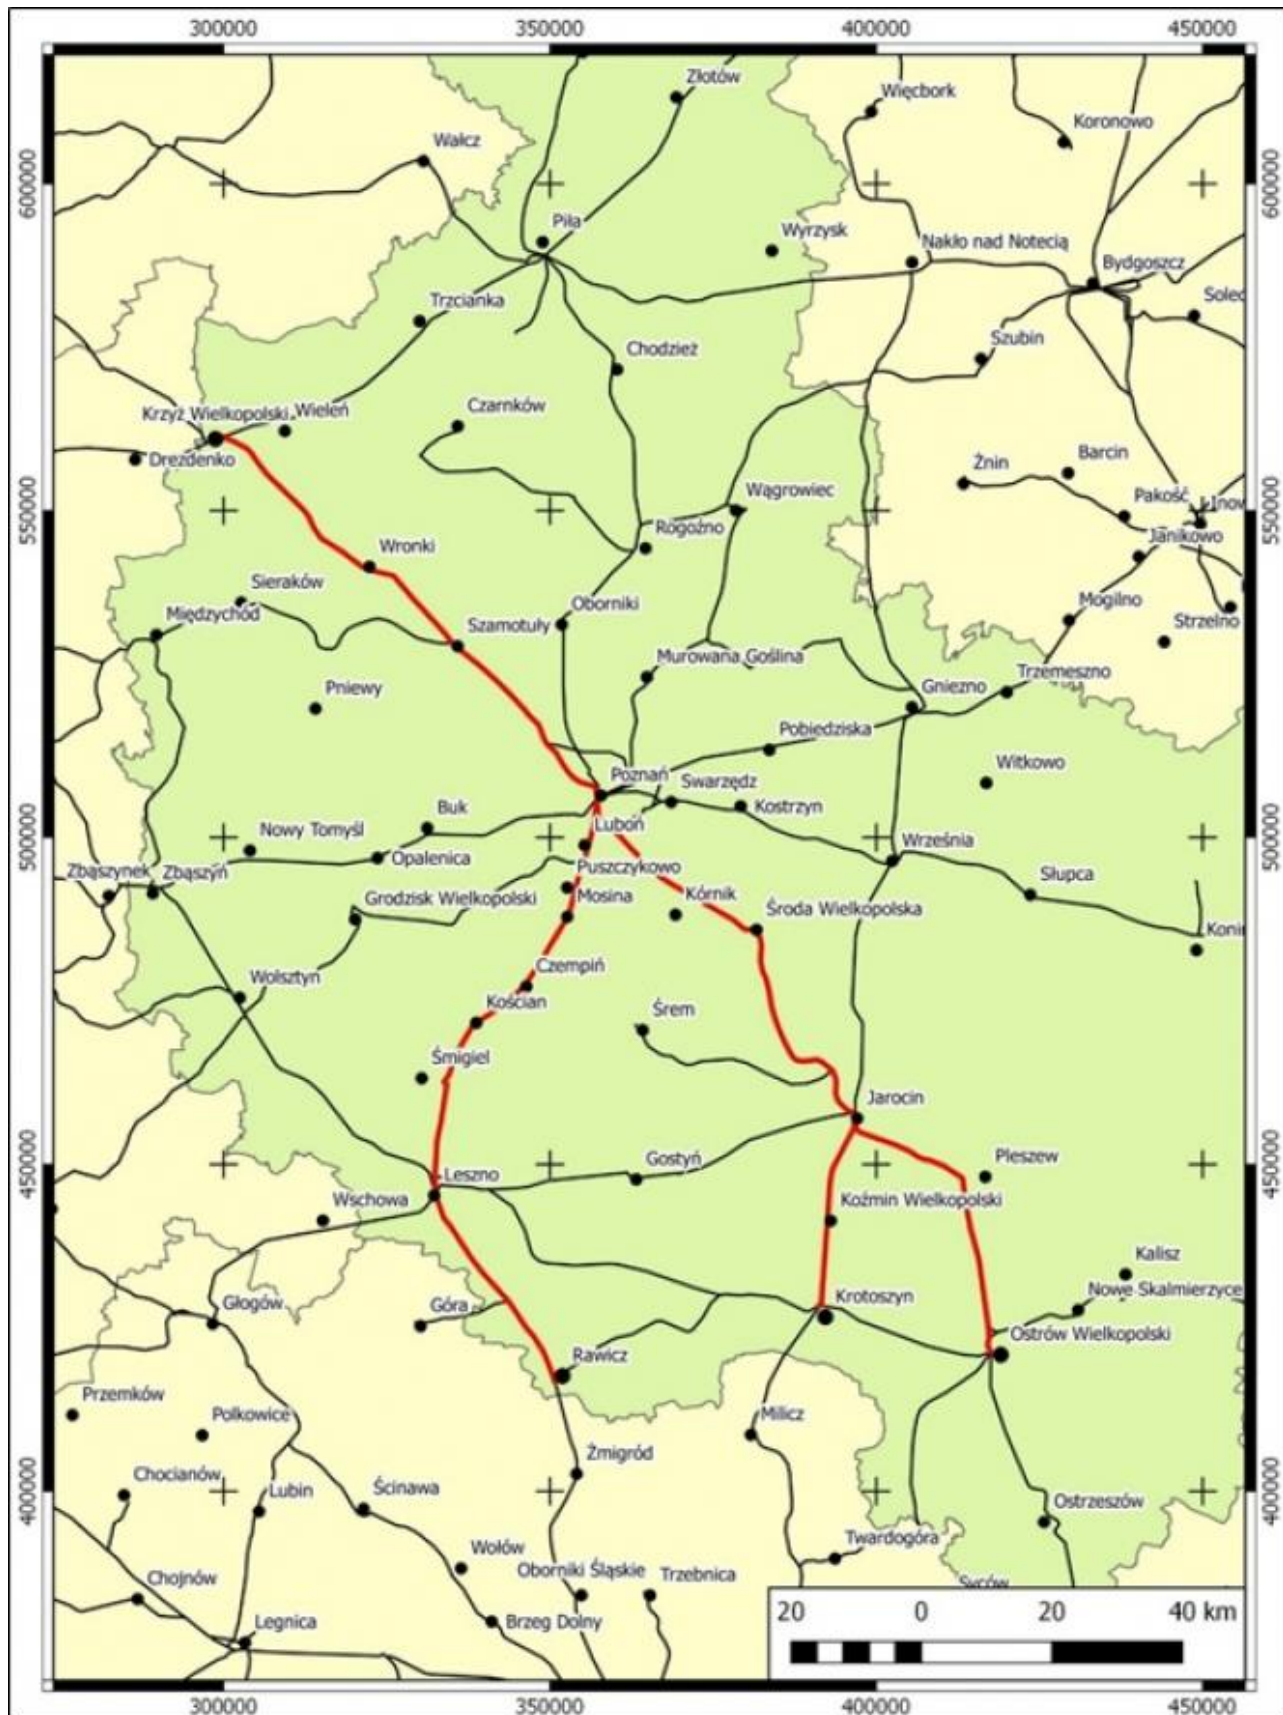 300000 350000 400000 450000
Złotów
Więcbork
Koronowo
Wałcz
600000 600000
Piła
Wyrzysk
Nakło nad Notecią
Bydgoszcz
Trzcianka
Solec
Szubin
Chodzież
Krzyż Wielkopolski
Wieleń
Czarnków
Drezdenko
Barcin
Żnin
Wągrowiec
Pakość
Inow
550000 550000
Rogoźno
Janikowo
Wronki
Sieraków
Oborniki
Mogilno
Międzychód
Szamotuły
Strzelno
Murowana Goślina
Trzemeszno
Pniewy
Gniezno
Pobiedziska
Witkowo
Poznań
Swarzędz
Buk
Kostrzyn
Luboń
Nowy Tomyśl
Września
500000 500000
Opalenica
Zbąszynek
Zbąszyń
Puszczykowo
Słupca
Grodzisk Wielkopolski
Mosina
Kórnik
Środa Wielkopolska
Konin
Wolsztyn
Czempiń
Kościan
Śrem
Śmigiel
Jarocin
Leszno
Gostyń
Pleszew
450000 450000
Wschowa
Koźmin Wielkopolski
Kalisz
Nowe Skalmierzyce
Głogów
Góra
Krotoszyn
Ostrów Wielkopolski
Rawicz
Przemków
Polkowice
Milicz
Żmigród
Chocianów
Lubin
Ścinawa
Ostrzeszów
400000 400000
Twardogóra
Wołów
Oborniki Śląskie
Trzebnica
Syców
Chojnów
Legnica
Brzeg Dolny
20 0 20 40 km
300000 350000 400000 450000